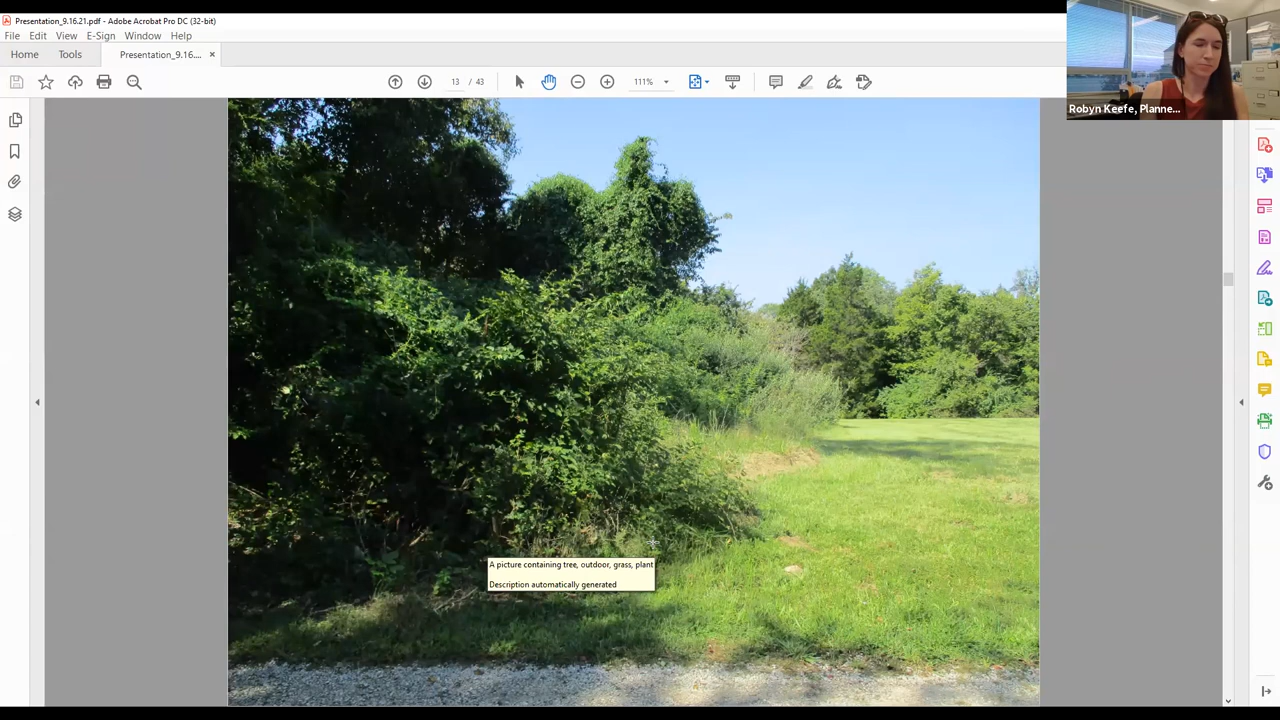 Presentation_9.16.21.pdf - Adobe Acrobat Pro DC (32-bit)
File Edit View E-Sign Window Help
Home Tools Presentation_9.16....
13 / 43 111%
Robyn Keefe, Planne...
A picture containing tree, outdoor, grass, plant
Description automatically generated